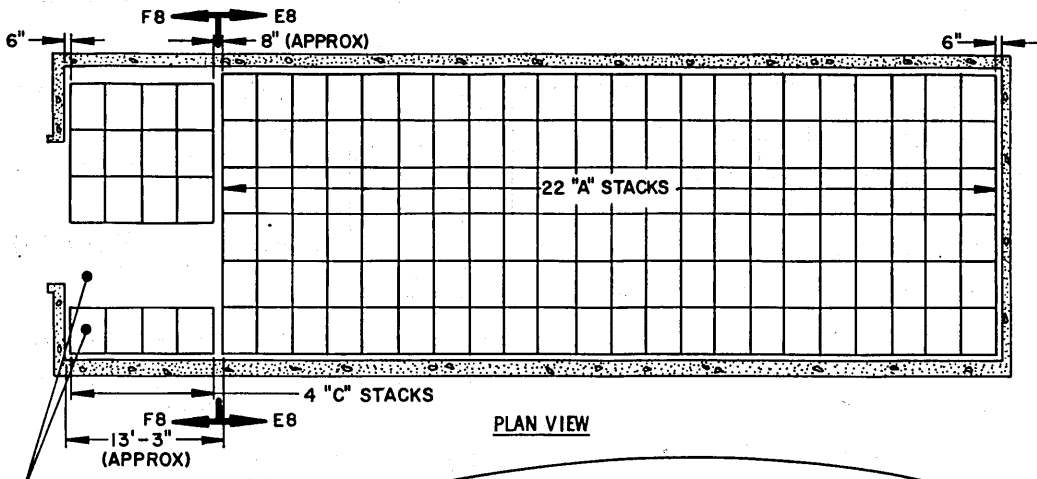 F8 E8
6" 8" (APPROX) 6"
22 "A" STACKS
4 "C" STACKS
F8 E8
13'-3"
(APPROX)
PLAN VIEW